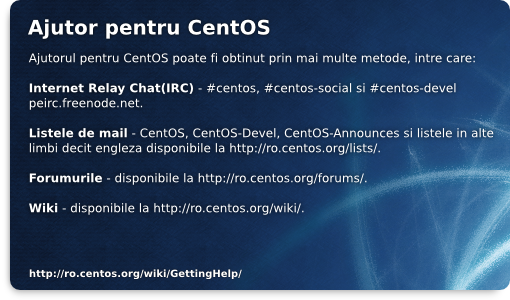 Ajutor pentru CentOS
Ajutorul pentru CentOS poate fi obtinut prin mai multe metode, intre care:
Internet Relay Chat(IRC) - #centos, #centos-social si #centos-devel
peirc.freenode.net.
Listele de mail - CentOS, CentOS-Devel, CentOS-Announces si listele in alte
limbi decit engleza disponibile la http://ro.centos.org/lists/.
Forumurile - disponibile la http://ro.centos.org/forums/.
Wiki - disponibile la http://ro.centos.org/wiki/.
http://ro.centos.org/wiki/GettingHelp/